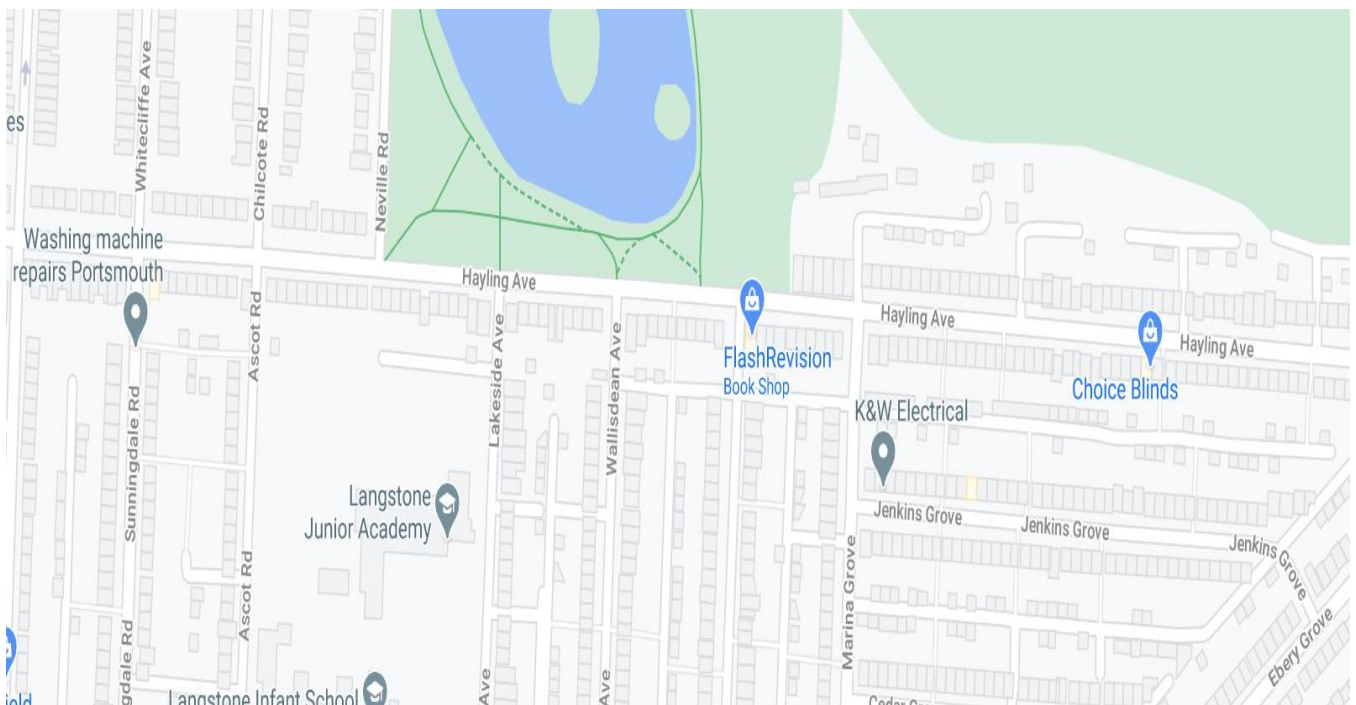 Whitecliffe Ave
Chilcote Rd
Neville Rd
es
Washing machine
repairs Portsmouth
Hayling Ave
Hayling Ave
Hayling Ave
Ascot Rd
Lakeside Ave
Wallisdean Ave
FlashRevision
Book Shop
Choice Blinds
K&W Electrical
Sunningdale Rd
Langstone
Junior Academy
Jenkins Grove
Jenkins Grove
Jenkins Grove
Ascot Rd
Marina Grove
Ebery Grove
gdale Rd
Langstone Infant School
Ave
Ave
ield